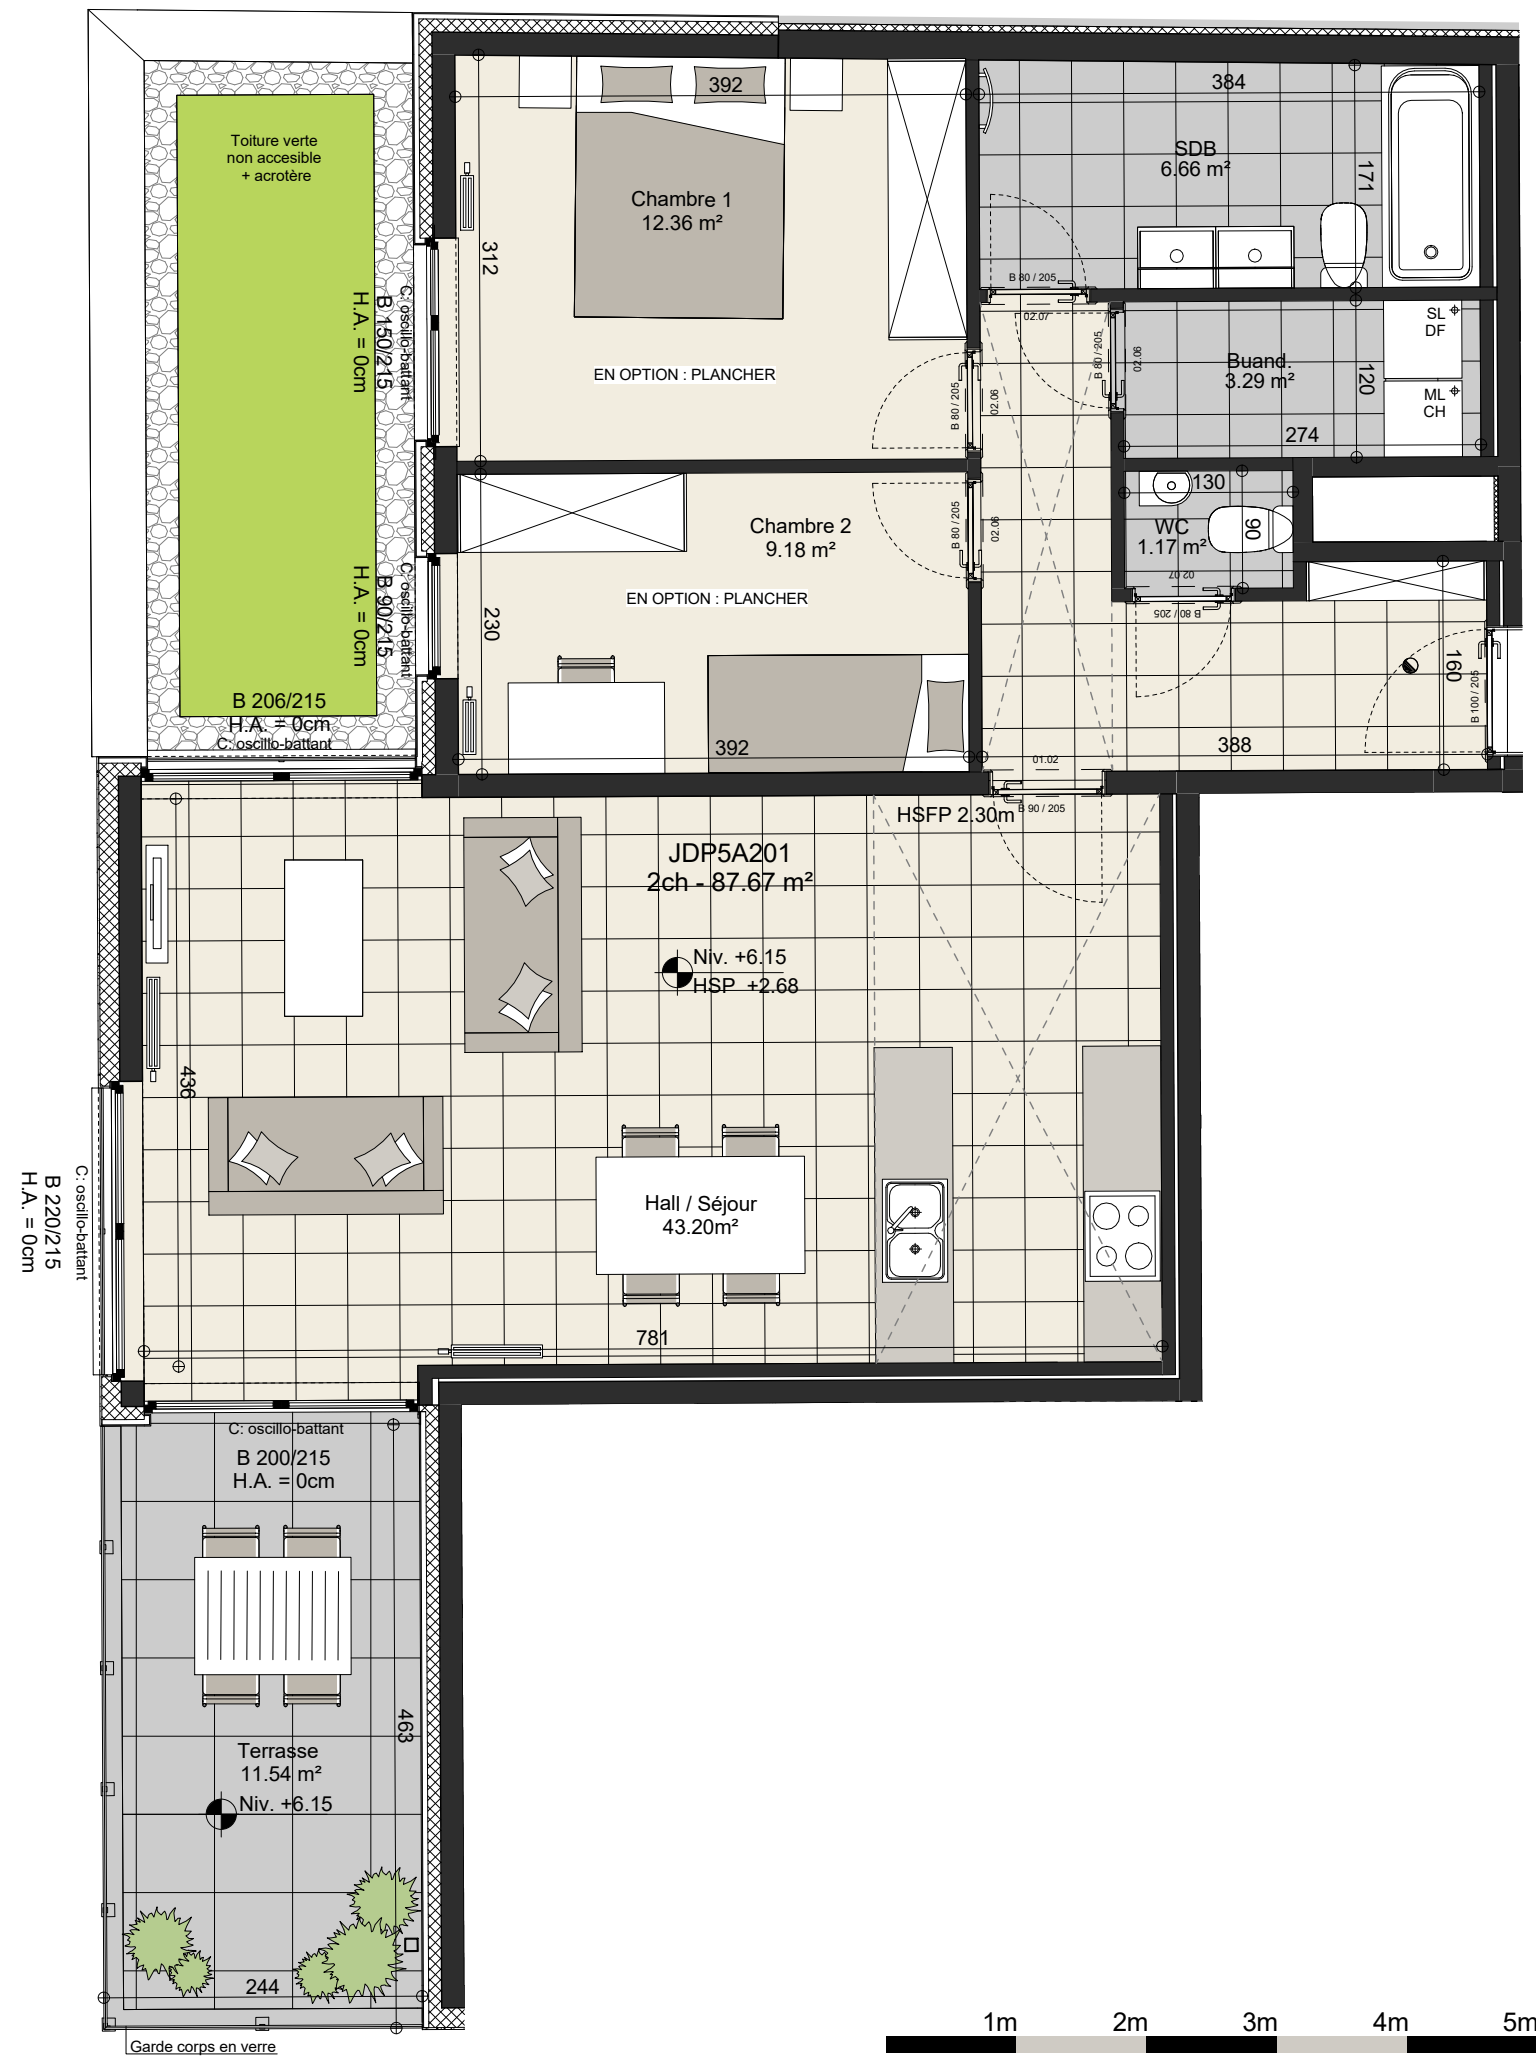 Toiture verte
non accesible
+ acrotère
392
Chambre 1
12.36 m²
312
EN OPTION : PLANCHER
384
SDB
6.66 m²
171
B 80 / 205
02.07
B 80 / 205
02.06
Buand.
3.29 m²
120
274
SL
DF
ML
CH
C: oscillo-battant
B 150/215
H.A. = 0cm
B 80 / 205
02.06
Chambre 2
9.18 m²
EN OPTION : PLANCHER
230
392
B 80 / 205
02.06
130
WC
1.17 m²
90
02.07
B 80 / 205
160
B 100 / 205
388
C: oscillo-battant
B 90/215
H.A. = 0cm
B 206/215
H.A. = 0cm
C: oscillo-battant
01.02
B 90 / 205
HSFP 2.30m
JDP5A201
2ch - 87.67 m²
Niv. +6.15
HSP +2.68
436
C: oscillo-battant
B 220/215
H.A. = 0cm
Hall / Séjour
43.20m²
781
C: oscillo-battant
B 200/215
H.A. = 0cm
463
Terrasse
11.54 m²
Niv. +6.15
244
Garde corps en verre
1m 2m 3m 4m 5m